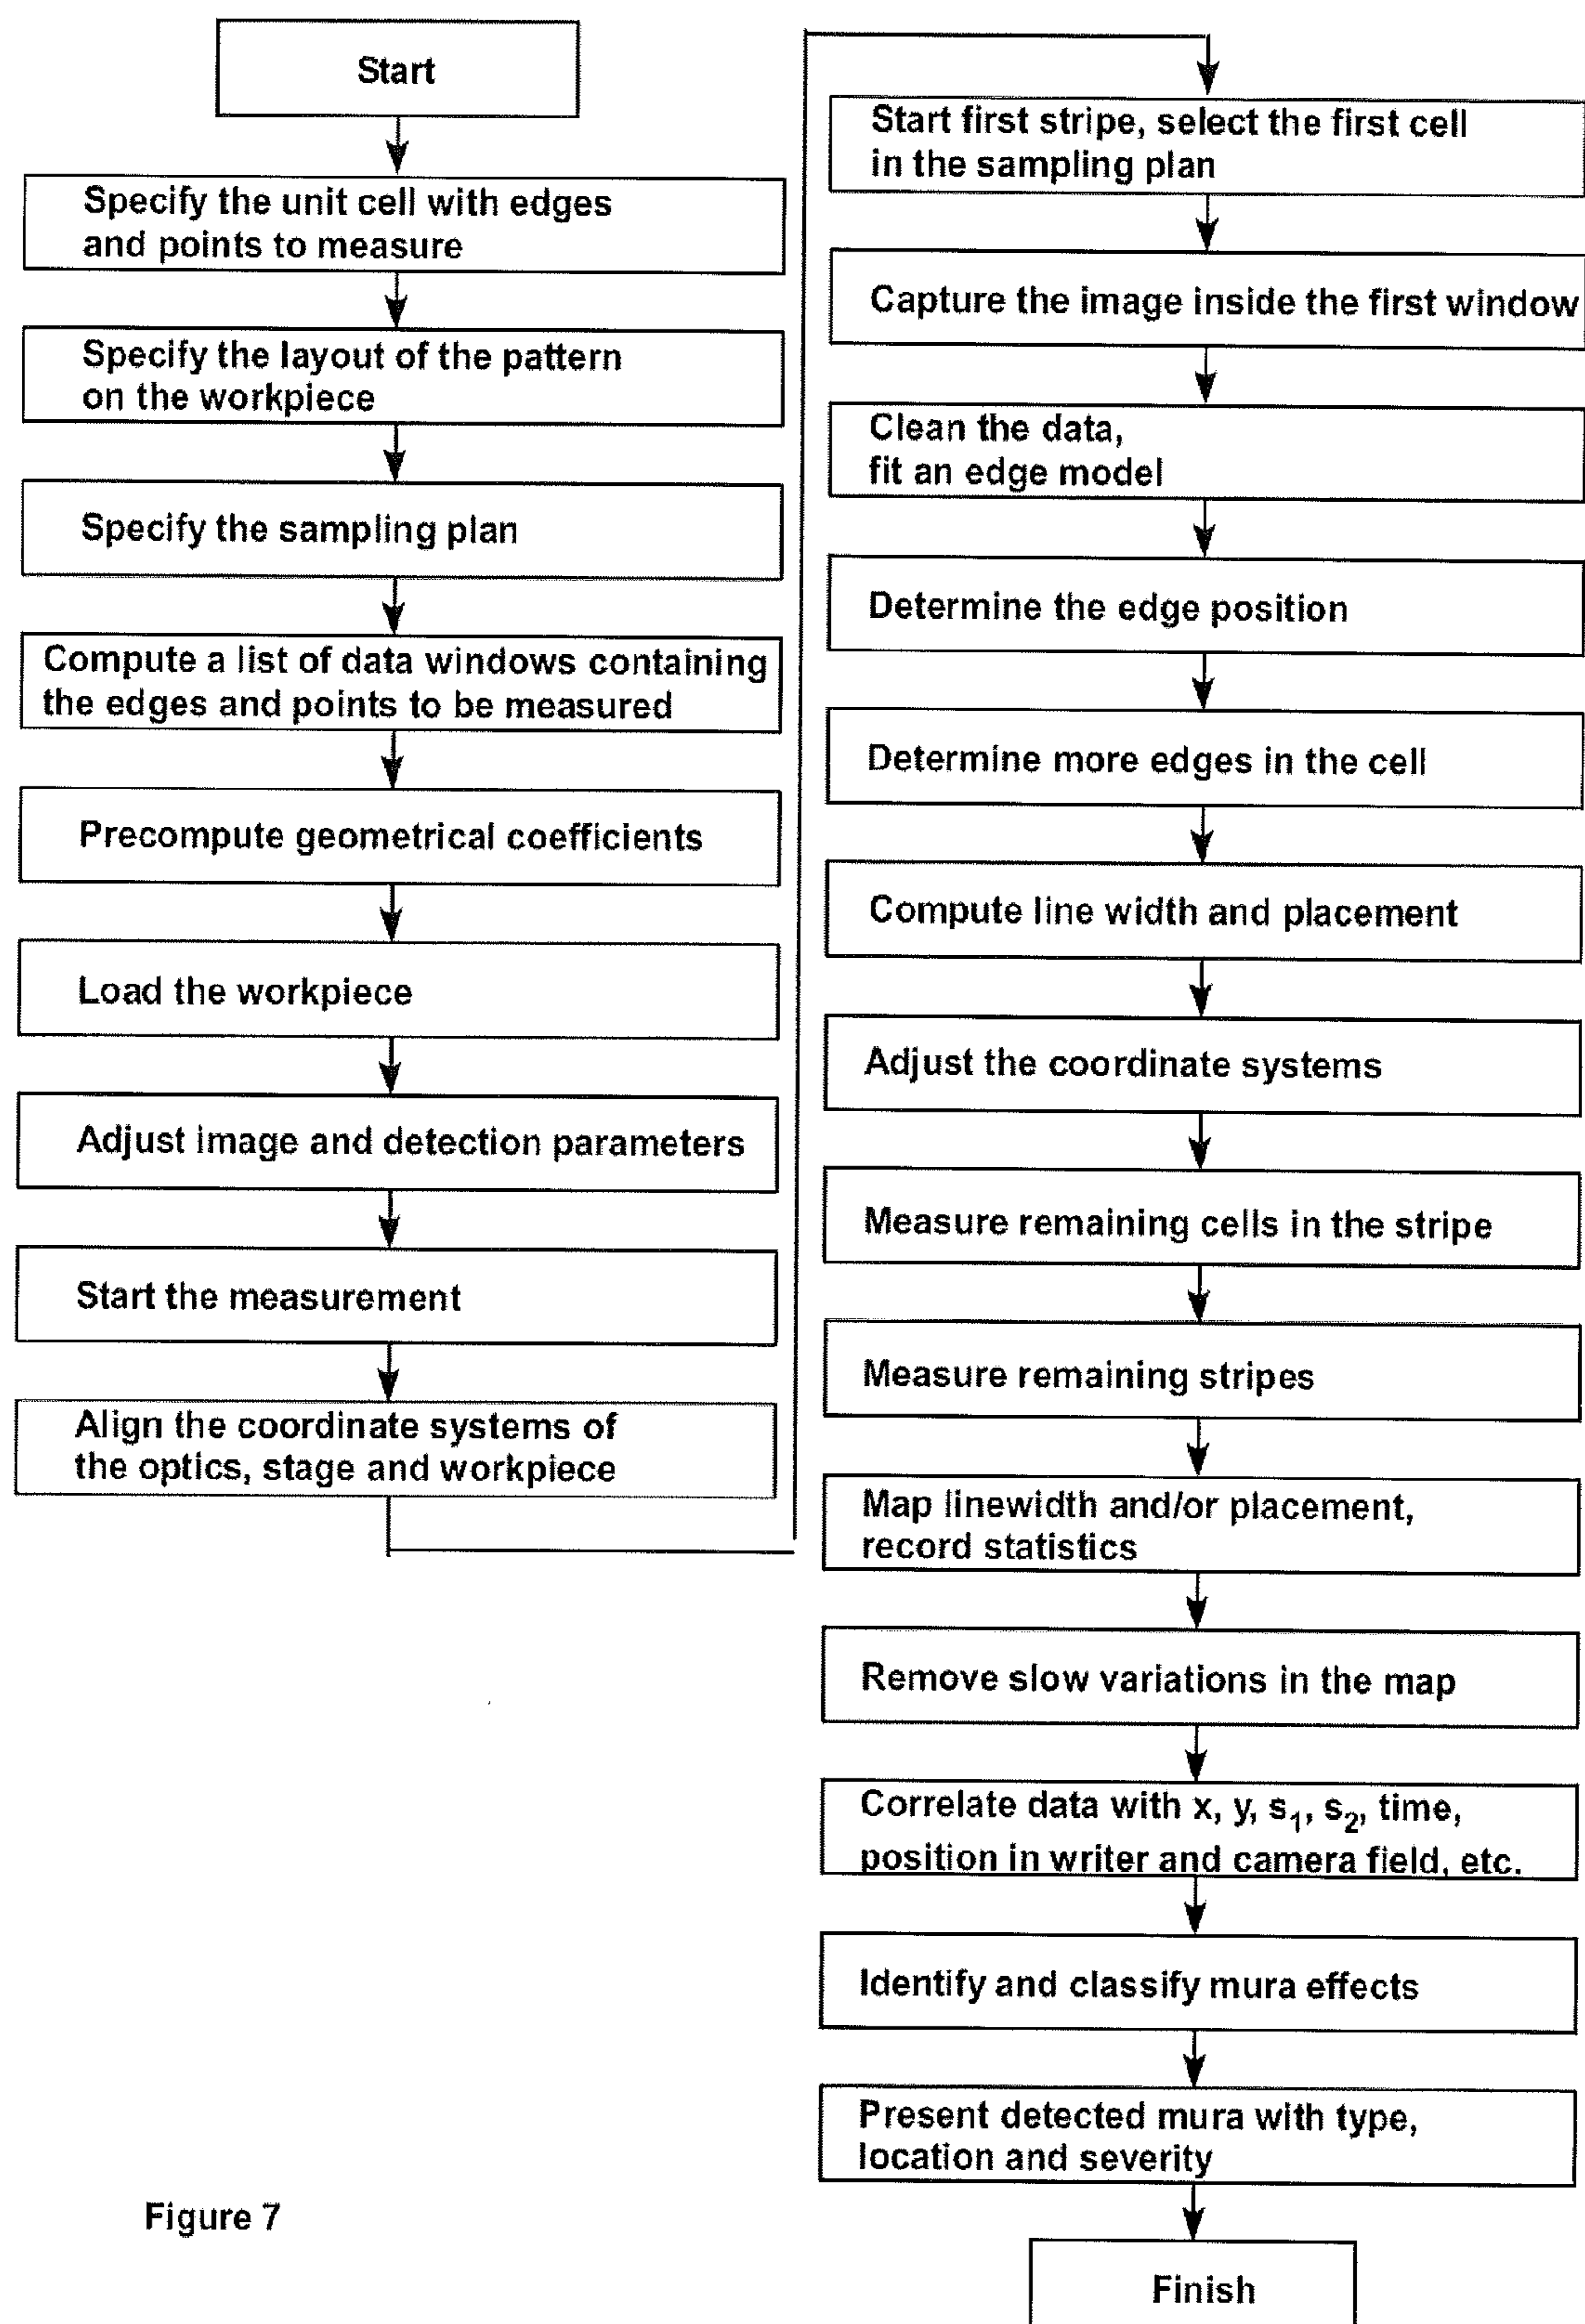 Start
Specify the unit cell with edges
and points to measure
Specify the layout of the pattern
on the workpiece
Specify the sampling plan
Compute a list of data windows containing
the edges and points to be measured
Precompute geometrical coefficients
Load the workpiece
Adjust image and detection parameters
Start the measurement
Align the coordinate systems of
the optics, stage and workpiece
Start first stripe, select the first cell
in the sampling plan
Capture the image inside the first window
Clean the data,
fit an edge model
Determine the edge position
Determine more edges in the cell
Compute line width and placement
Adjust the coordinate systems
Measure remaining cells in the stripe
Measure remaining stripes
Map linewidth and/or placement,
record statistics
Remove slow variations in the map
Correlate data with x, y, s₁, s₂, time,
position in writer and camera field, etc.
Identify and classify mura effects
Present detected mura with type,
location and severity
Finish
Figure 7